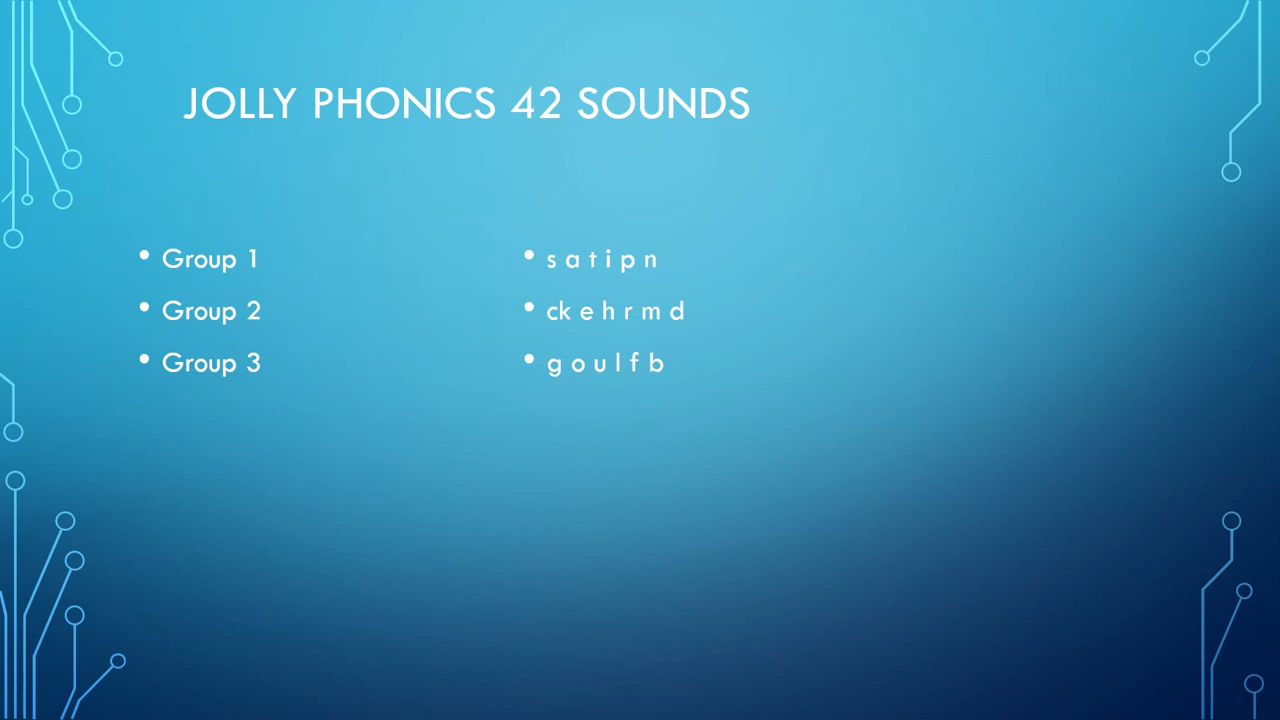 JOLLY PHONICS 42 SOUNDS
• Group 1
• Group 2
• Group 3
• s a t i p n
• ck e h r m d
• g o u l f b